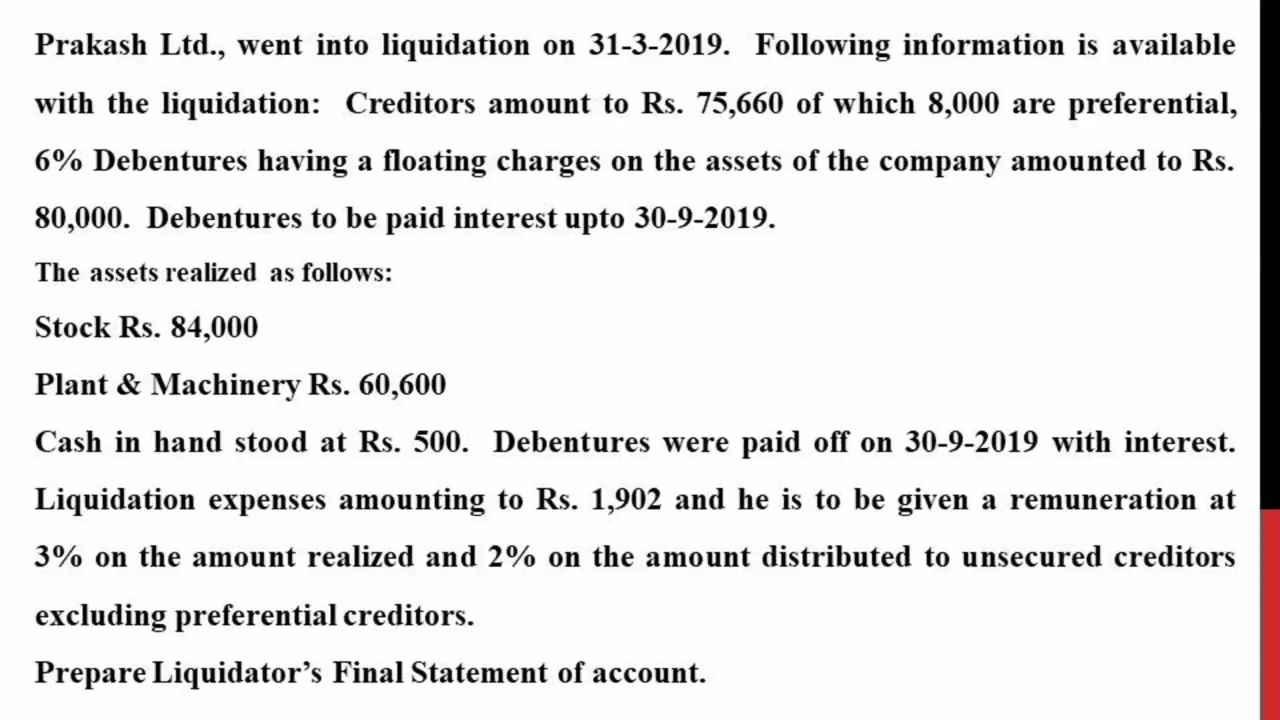 Prakash Ltd., went into liquidation on 31-3-2019. Following information is available
with the liquidation: Creditors amount to Rs. 75,660 of which 8,000 are preferential,
6% Debentures having a floating charges on the assets of the company amounted to Rs.
80,000. Debentures to be paid interest upto 30-9-2019.
The assets realized as follows:
Stock Rs. 84,000
Plant & Machinery Rs. 60,600
Cash in hand stood at Rs. 500. Debentures were paid off on 30-9-2019 with interest.
Liquidation expenses amounting to Rs. 1,902 and he is to be given a remuneration at
3% on the amount realized and 2% on the amount distributed to unsecured creditors
excluding preferential creditors.
Prepare Liquidator’s Final Statement of account.